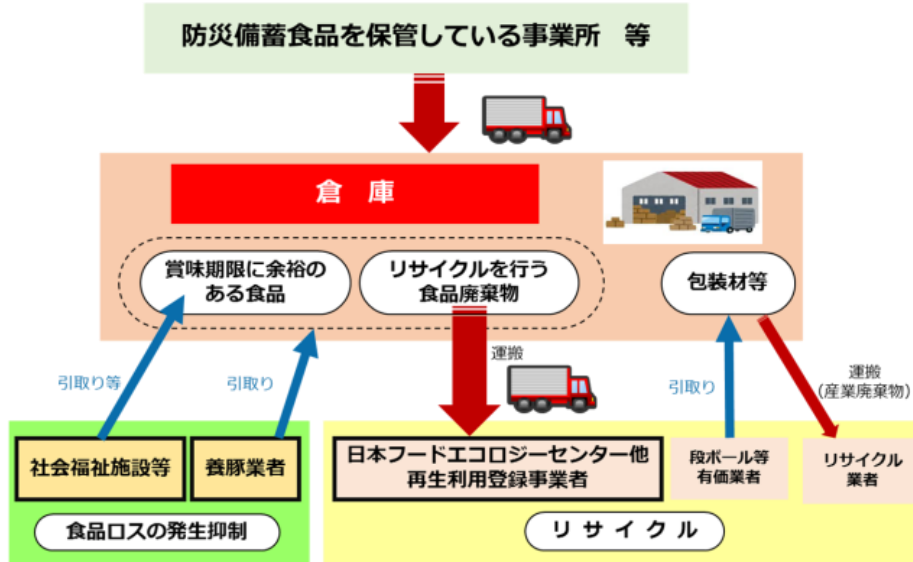 防災備蓄食品を保管している事業所　等
倉　庫
賞味期限に余裕の
ある食品
リサイクルを行う
食品廃棄物
包装材等
引取り等
引取り
運搬
引取り
運搬
(産業廃棄物)
社会福祉施設等
養豚業者
日本フードエコロジーセンター他
再生利用登録事業者
段ボール等
有価業者
リサイクル
業者
食品ロスの発生抑制
リ サ イ ク ル